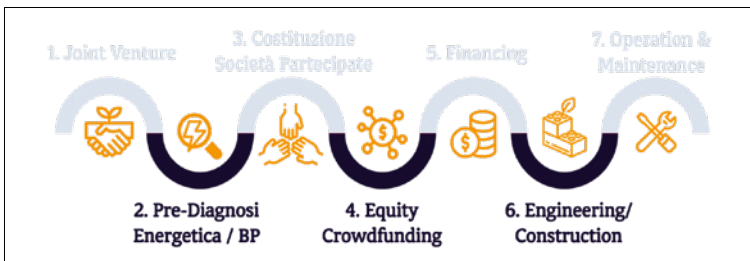 1. Joint Venture
2. Pre-Diagnosi
Energetica / BP
3. Costituzione
Società Partecipate
4. Equity
Crowdfunding
5. Financing
6. Engineering/
Construction
7. Operation &
Maintenance